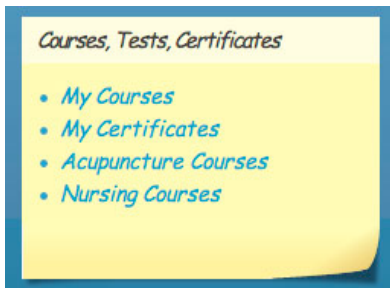 Courses, Tests, Certificates
My Courses
My Certificates
Acupuncture Courses
Nursing Courses